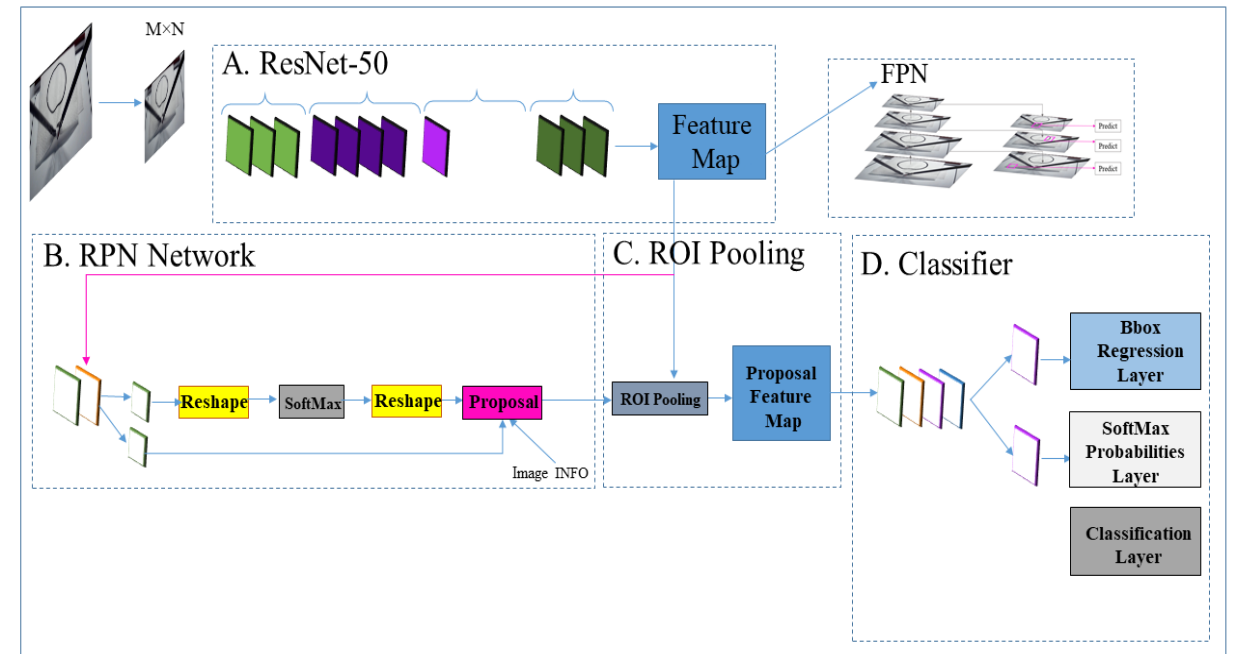 M×N
A. ResNet-50
Feature
Map
FPN
Predict
Predict
Predict
B. RPN Network
Reshape
SoftMax
Reshape
Proposal
Image INFO
C. ROI Pooling
ROI Pooling
Proposal
Feature
Map
D. Classifier
Bbox
Regression
Layer
SoftMax
Probabilities
Layer
Classification
Layer